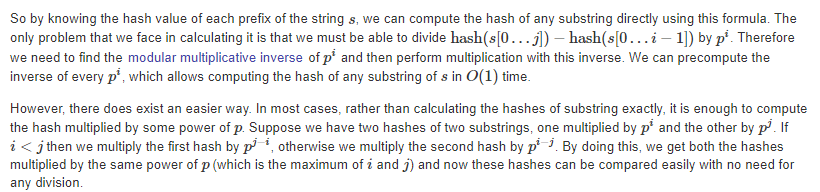 So by knowing the hash value of each prefix of the string s, we can compute the hash of any substring directly using this formula. The
only problem that we face in calculating it is that we must be able to divide hash(s[0…j]) − hash(s[0…i − 1]) by pⁱ. Therefore
we need to find the modular multiplicative inverse of pⁱ and then perform multiplication with this inverse. We can precompute the
inverse of every pⁱ, which allows computing the hash of any substring of s in O(1) time.
However, there does exist an easier way. In most cases, rather than calculating the hashes of substring exactly, it is enough to compute
the hash multiplied by some power of p. Suppose we have two hashes of two substrings, one multiplied by pⁱ and the other by pʲ. If
i < j then we multiply the first hash by pʲ⁻ⁱ, otherwise we multiply the second hash by pⁱ⁻ʲ. By doing this, we get both the hashes
multiplied by the same power of p (which is the maximum of i and j) and now these hashes can be compared easily with no need for
any division.